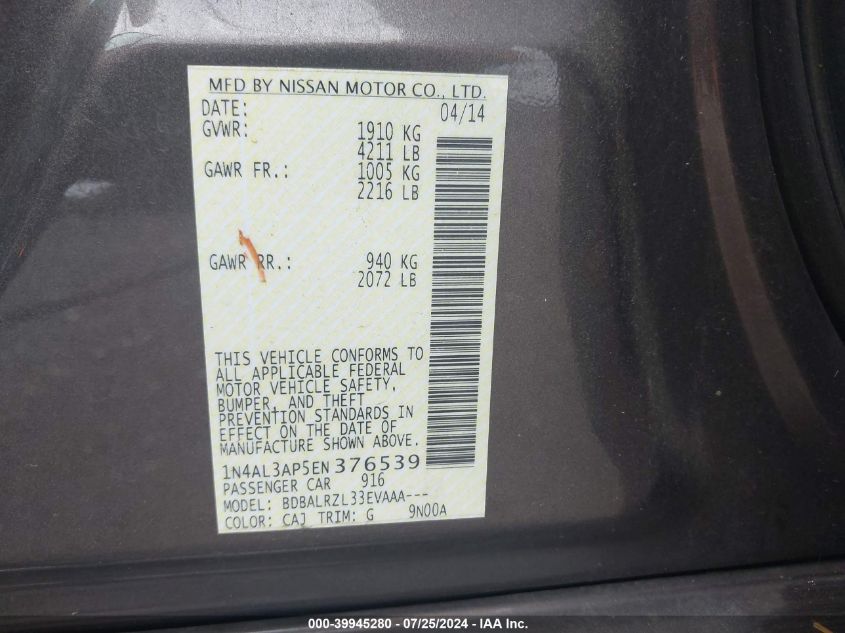 MFD BY NISSAN MOTOR CO., LTD.
DATE: 04/14
GVWR: 1910 KG
4211 LB
GAWR FR.: 1005 KG
2216 LB
GAWR RR.: 940 KG
2072 LB
THIS VEHICLE CONFORMS TO
ALL APPLICABLE FEDERAL
MOTOR VEHICLE SAFETY,
BUMPER, AND THEFT
PREVENTION STANDARDS IN
EFFECT ON THE DATE OF
MANUFACTURE SHOWN ABOVE.
1N4AL3AP5EN 376539
PASSENGER CAR 916
MODEL: BDBALRZL33EVAAA---
COLOR: CAJ TRIM: G 9N00A
000-39945280 - 07/25/2024 - IAA Inc.